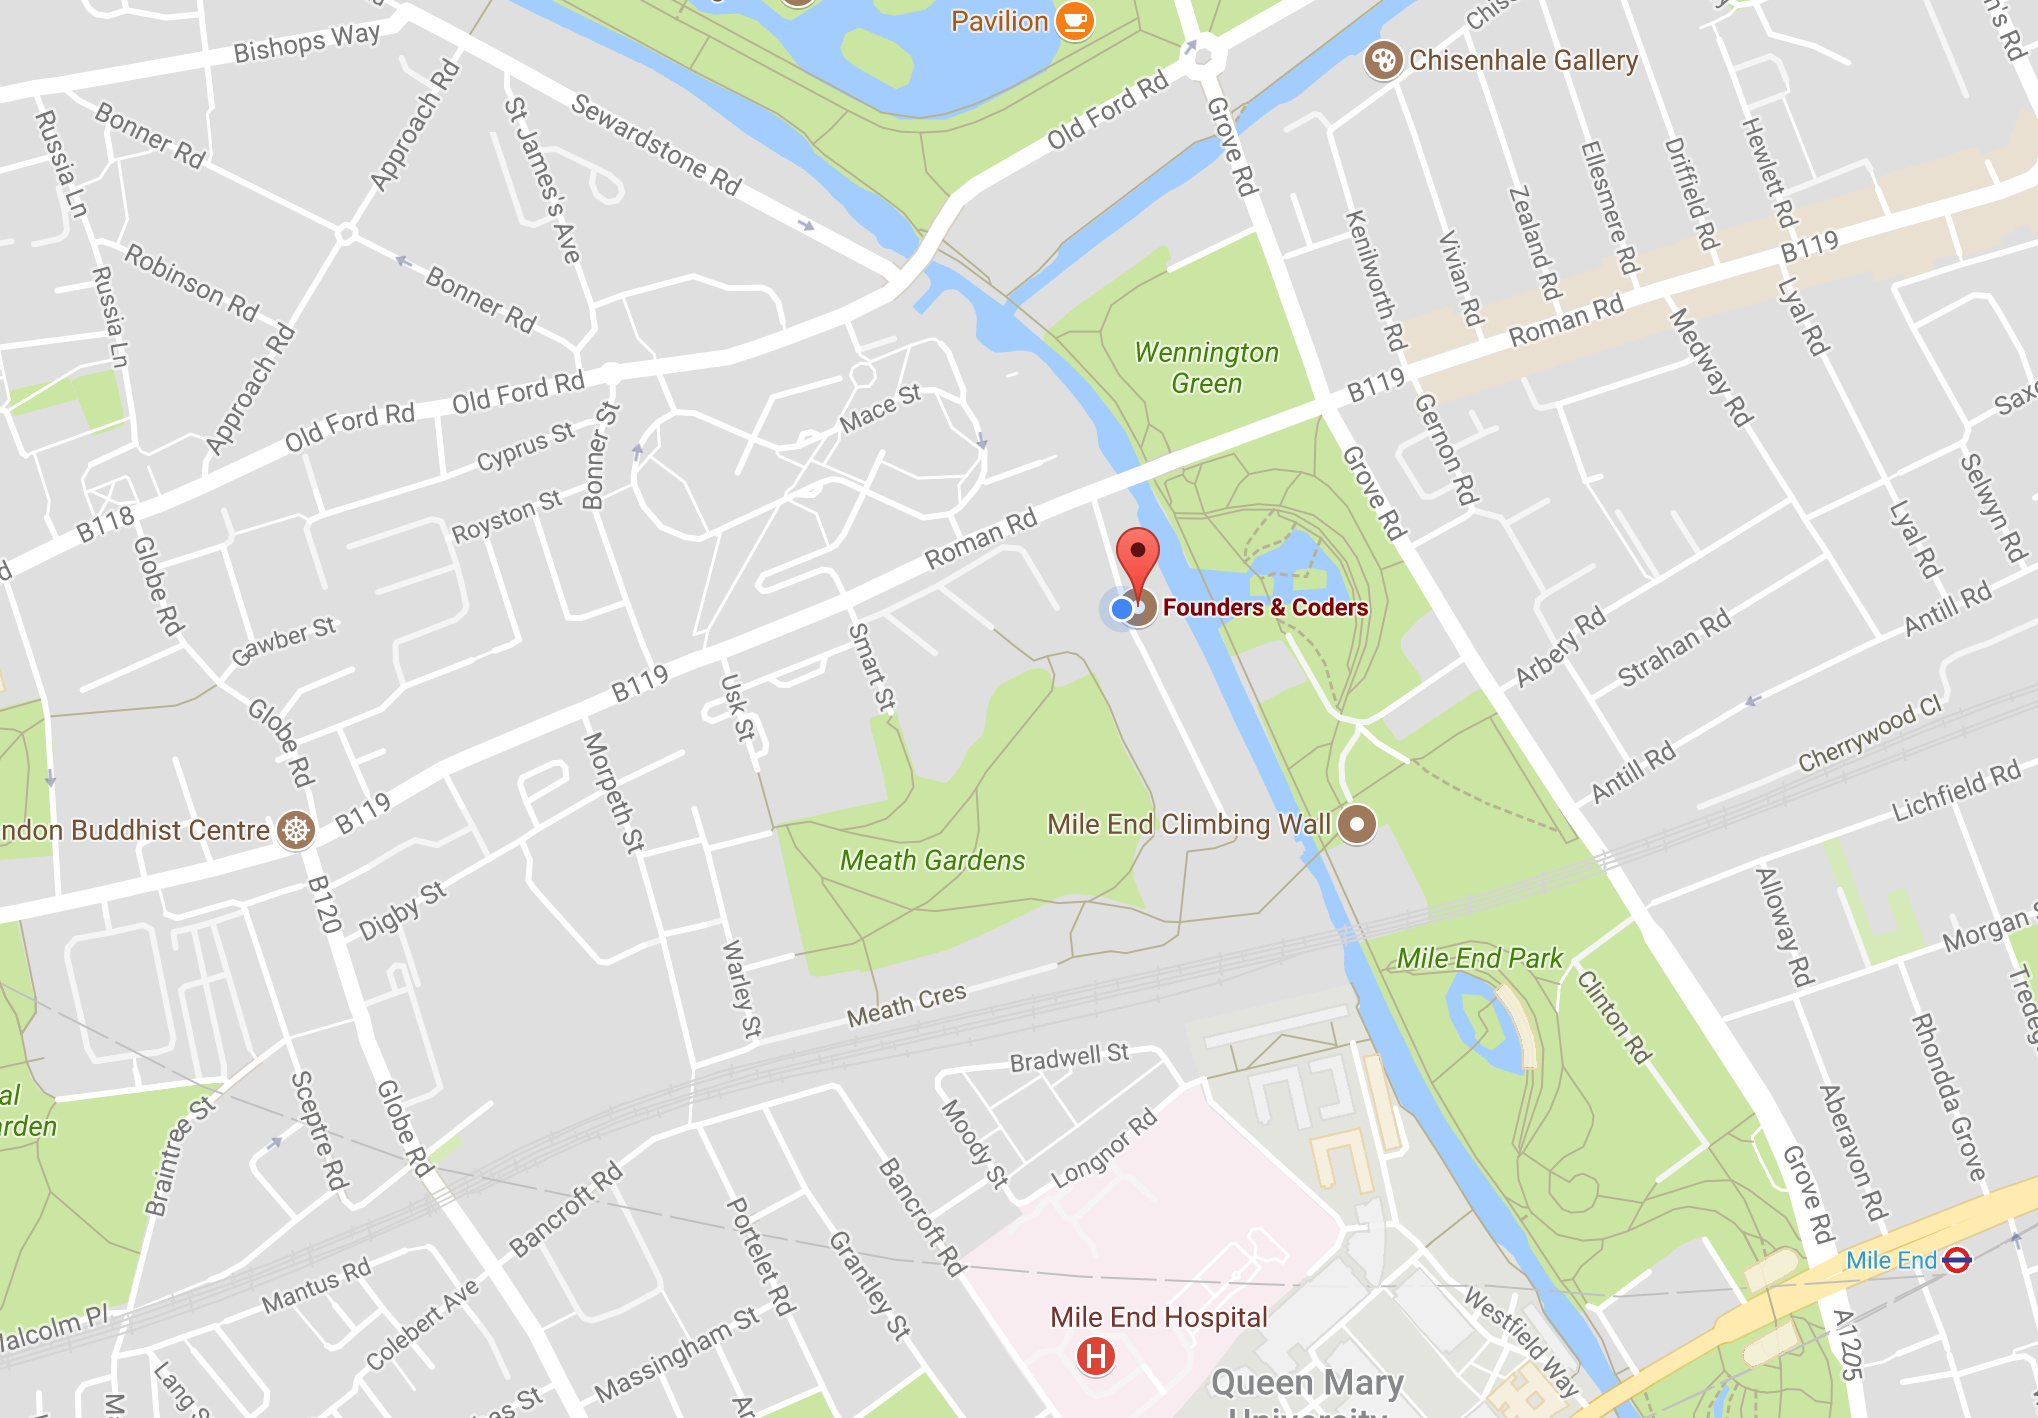 Pavilion
Chisenhale Gallery
Bishops Way
Approach Rd
Sewardstone Rd
St James's Ave
Old Ford Rd
Grove Rd
Russia Ln
Bonner Rd
Robinson Rd
Russia Ln
Bonner Rd
Approach Rd
Old Ford Rd
Old Ford Rd
Cyprus St
Bonner St
Royston St
Mace St
Wennington
Green
Kenilworth Rd
Vivian Rd
Zealand Rd
Ellesmere Rd
Driffield Rd
Hewlett Rd
B119
Roman Rd
Lyal Rd
Medway Rd
B119
Gernon Rd
Grove Rd
Selwyn Rd
Lyal Rd
B118
Globe Rd
Roman Rd
Founders & Coders
Gawber St
Globe Rd
B119
Usk St
Smart St
Arbery Rd
Strahan Rd
Antill Rd
Antill Rd
Cherrywood Cl
Lichfield Rd
Morpeth St
B119
ndon Buddhist Centre
Mile End Climbing Wall
Meath Gardens
B120
Digby St
Warley St
Meath Cres
Mile End Park
Clinton Rd
Alloway Rd
Morgan
Rhondda Grove
Aberavon Rd
Grove Rd
Bradwell St
Moody St
Longnor Rd
al
arden
Braintree St
Sceptre Rd
Globe Rd
Bancroft Rd
Bancroft Rd
Portelet Rd
Grantley St
Mantus Rd
Colebert Ave
Massingham St
Mile End
Mile End Hospital
H
Westfield Way
A1205
Queen Mary
University